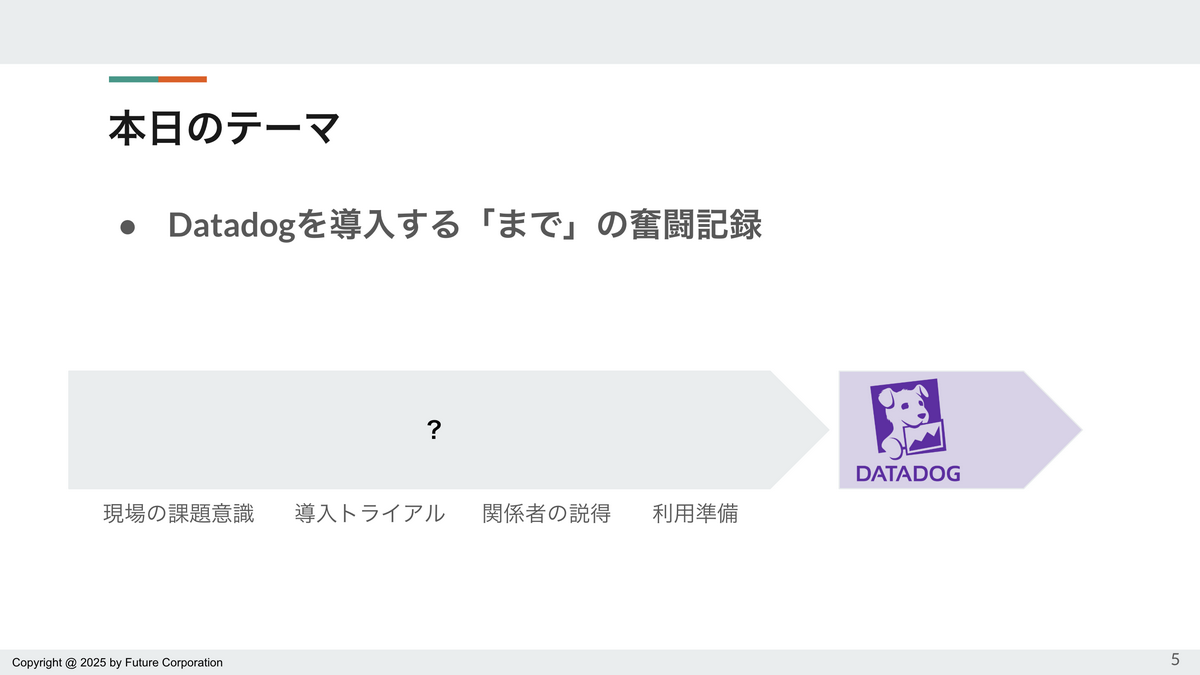 本日のテーマ
● Datadogを導入する「まで」の奮闘記録
？
DATADOG
現場の課題意識 導入トライアル 関係者の説得 利用準備
Copyright @ 2025 by Future Corporation
5